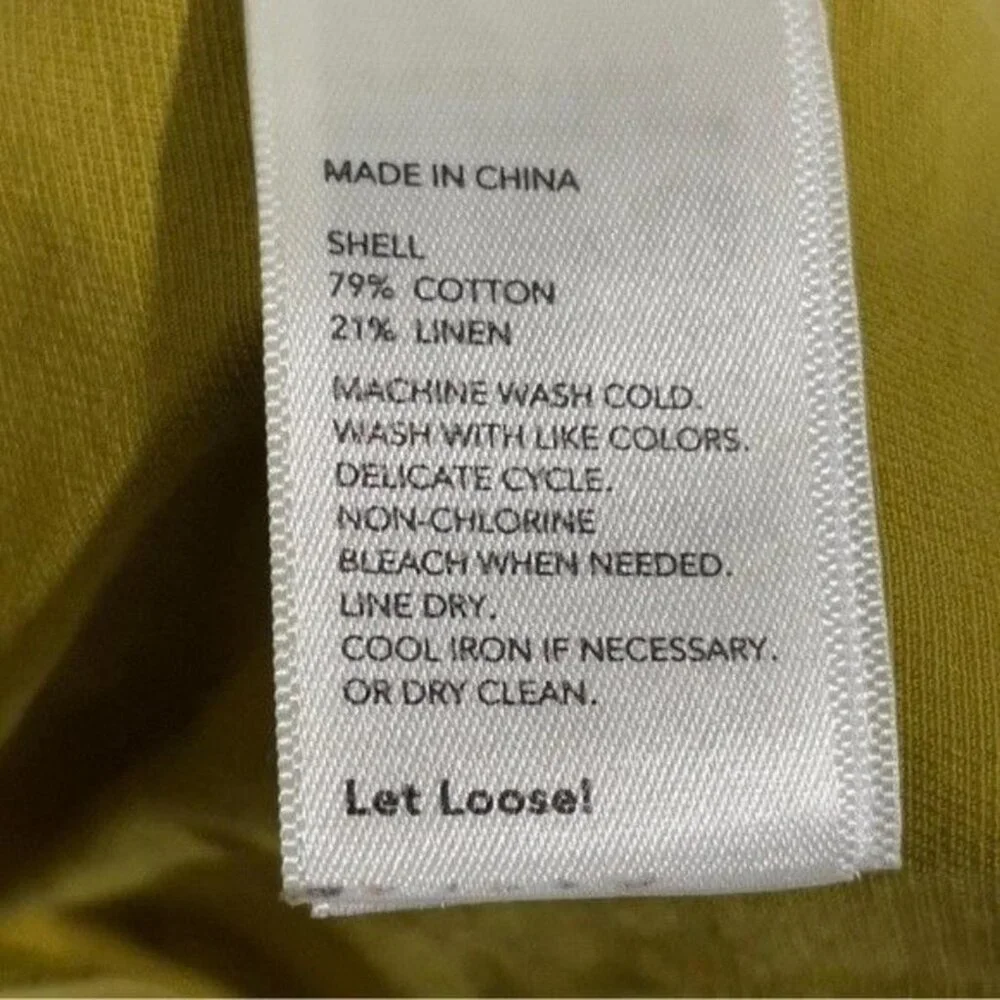 MADE IN CHINA
SHELL
79% COTTON
21% LINEN
MACHINE WASH COLD.
WASH WITH LIKE COLORS.
DELICATE CYCLE.
NON-CHLORINE
BLEACH WHEN NEEDED.
LINE DRY.
COOL IRON IF NECESSARY.
OR DRY CLEAN.
Let Loose!